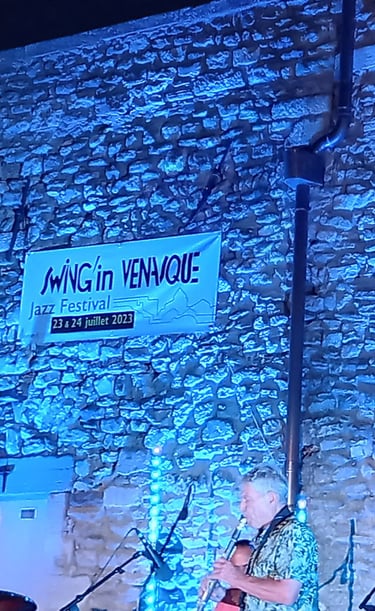 SWING'in VENASQUE
Jazz Festival
23 & 24 juillet 2023